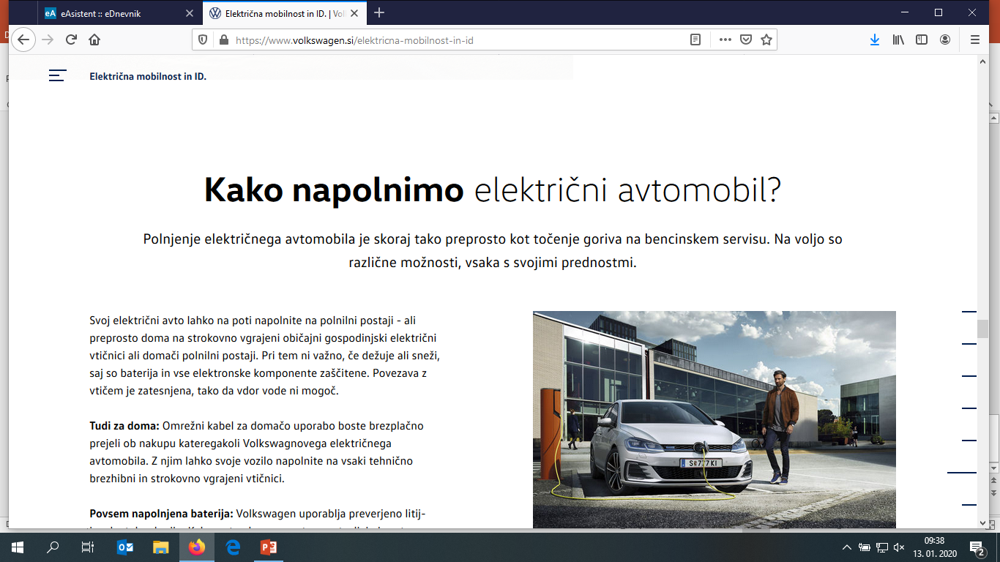 eAsistent :: eDnevnik
Električna mobilnost in ID. | Vol
https://www.volkswagen.si/elektricna-mobilnost-in-id
Električna mobilnost in ID.
Kako napolnimo električni avtomobil?
Polnjenje električnega avtomobila je skoraj tako preprosto kot točenje goriva na bencinskem servisu. Na voljo so
različne možnosti, vsaka s svojimi prednostmi.
Svoj električni avto lahko na poti napolnite na polnilni postaji - ali
preprosto doma na strokovno vgrajeni običajni gospodinjski električni
vtičnici ali domači polnilni postaji. Pri tem ni važno, če dežuje ali sneži,
saj so baterija in vse elektronske komponente zaščitene. Povezava z
vtičem je zatesnjena, tako da vdor vode ni mogoč.
Tudi za doma: Omrežni kabel za domačo uporabo boste brezplačno
prejeli ob nakupu kateregakoli Volkswagnovega električnega
avtomobila. Z njim lahko svoje vozilo napolnite na vsaki tehnično
brezhibni in strokovno vgrajeni vtičnici.
Povsem napolnjena baterija: Volkswagen uporablja preverjeno litij-
09:38
13. 01. 2020
2